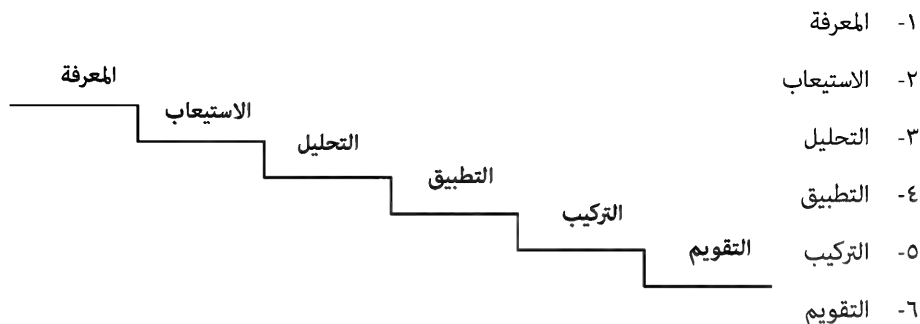 ١- المعرفة
٢- الاستيعاب
٣- التحليل
٤- التطبيق
٥- التركيب
٦- التقويم
المعرفة
الاستيعاب
التحليل
التطبيق
التركيب
التقويم